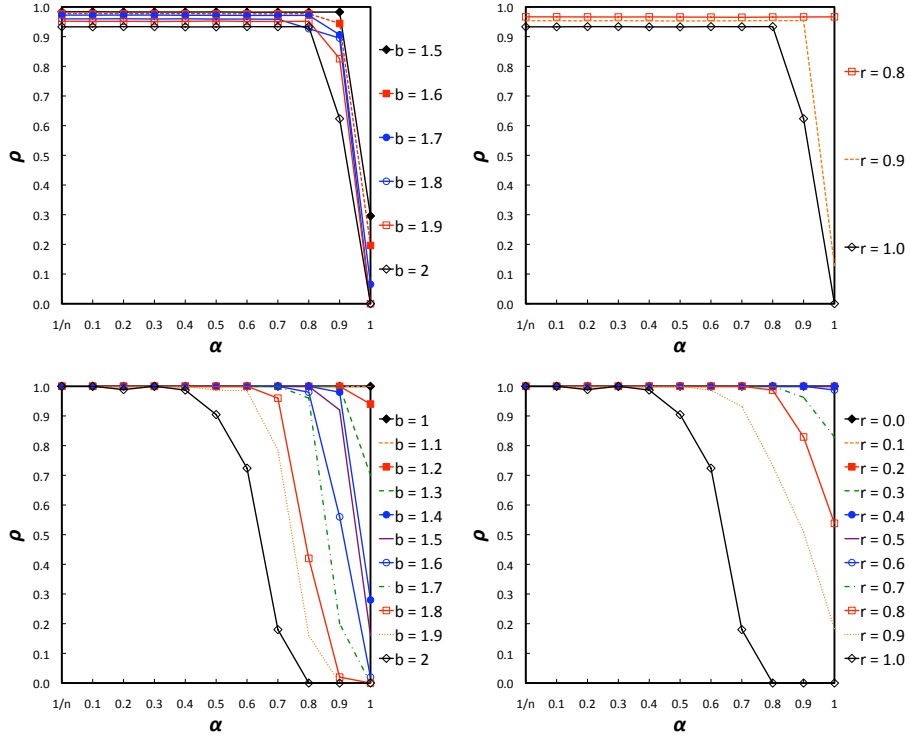 1.0
0.9
0.8
0.7
0.6
0.5
0.4
0.3
0.2
0.1
0.0
ρ
1/n 0.1 0.2 0.3 0.4 0.5 0.6 0.7 0.8 0.9 1
α
b = 1.5
b = 1.6
b = 1.7
b = 1.8
b = 1.9
b = 2
1.0
0.9
0.8
0.7
0.6
0.5
0.4
0.3
0.2
0.1
0.0
ρ
1/n 0.1 0.2 0.3 0.4 0.5 0.6 0.7 0.8 0.9 1
α
r = 0.8
r = 0.9
r = 1.0
1.0
0.9
0.8
0.7
0.6
0.5
0.4
0.3
0.2
0.1
0.0
ρ
1/n 0.1 0.2 0.3 0.4 0.5 0.6 0.7 0.8 0.9 1
α
b = 1
b = 1.1
b = 1.2
b = 1.3
b = 1.4
b = 1.5
b = 1.6
b = 1.7
b = 1.8
b = 1.9
b = 2
1.0
0.9
0.8
0.7
0.6
0.5
0.4
0.3
0.2
0.1
0.0
ρ
1/n 0.1 0.2 0.3 0.4 0.5 0.6 0.7 0.8 0.9 1
α
r = 0.0
r = 0.1
r = 0.2
r = 0.3
r = 0.4
r = 0.5
r = 0.6
r = 0.7
r = 0.8
r = 0.9
r = 1.0